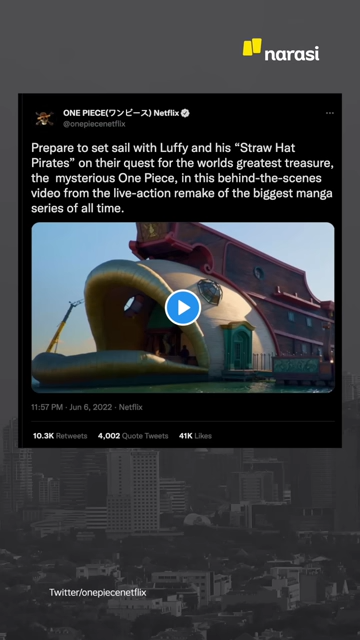 narasi
ONE PIECE(ワンピース) Netflix
@onepiecenetflix
Prepare to set sail with Luffy and his “Straw Hat
Pirates” on their quest for the worlds greatest treasure,
the mysterious One Piece, in this behind-the-scenes
video from the live-action remake of the biggest manga
series of all time.
11:57 PM · Jun 6, 2022 · Netflix
10.3K Retweets 4,002 Quote Tweets 41K Likes
Twitter/onepiecenetflix